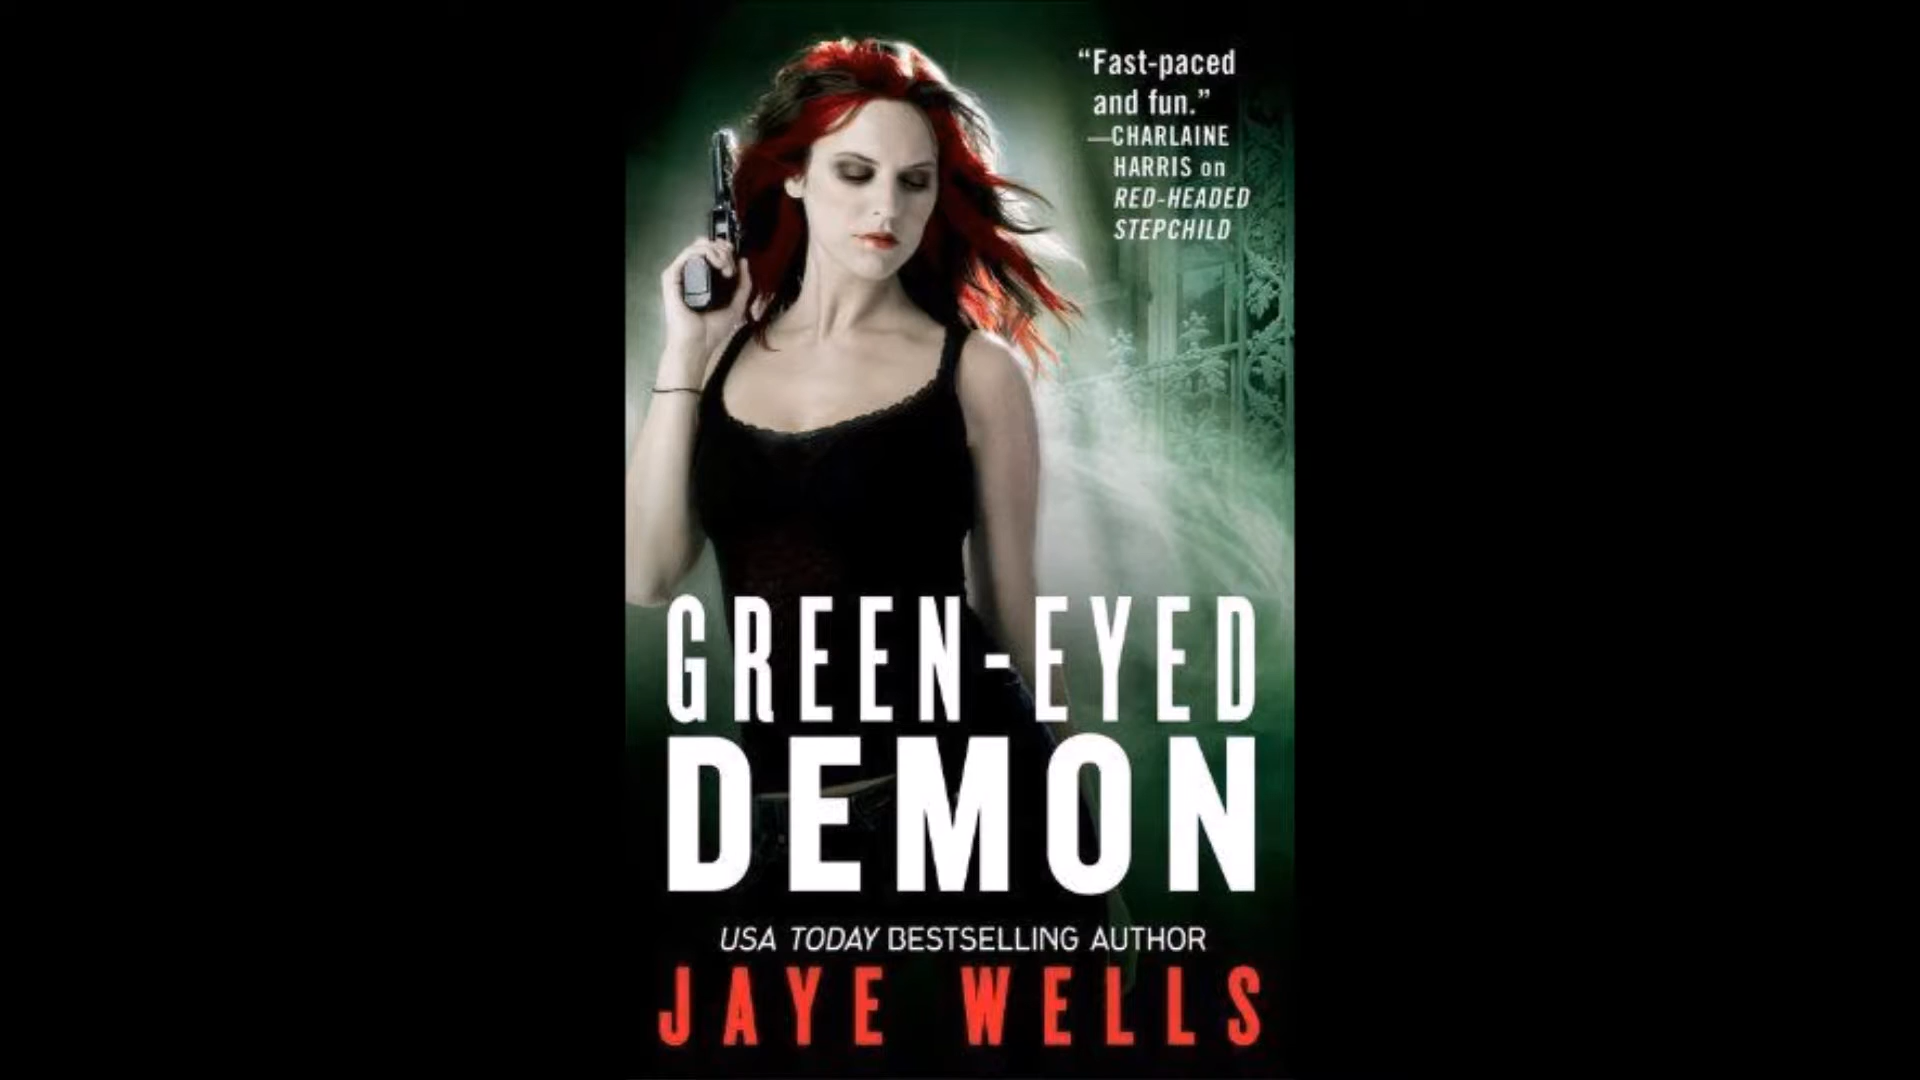 “Fast-paced
and fun.”
—CHARLAINE
HARRIS on
RED-HEADED
STEPCHILD
GREEN-EYED
DEMON
USA TODAY BESTSELLING AUTHOR
JAYE WELLS